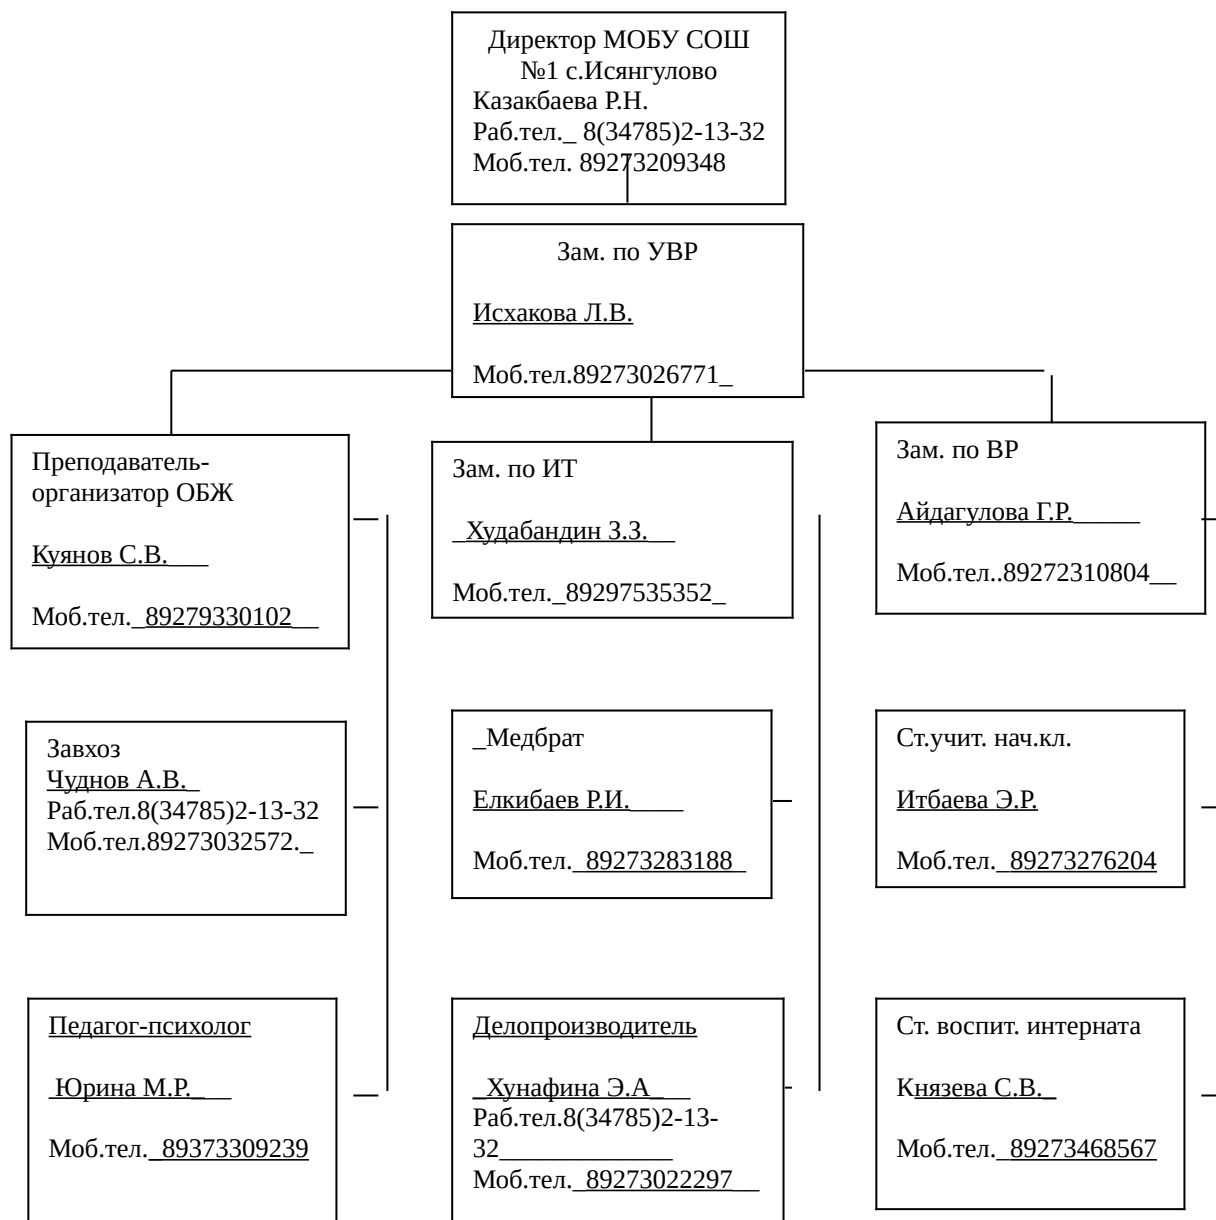 Директор МОБУ СОШ
№1 с.Исянгулово
Казакбаева Р.Н.
Раб.тел._ 8(34785)2-13-32
Моб.тел. 89273209348
Зам. по УВР
Исхакова Л.В.
Моб.тел.89273026771_
Преподаватель-
организатор ОБЖ
Куянов С.В.___
Моб.тел._89279330102__
Зам. по ИТ
_Худабандин З.З.__
Моб.тел._89297535352_
Зам. по ВР
Айдагулова Г.Р._____
Моб.тел..89272310804__
Завхоз
Чуднов А.В._
Раб.тел.8(34785)2-13-32
Моб.тел.89273032572._
_Медбрат
Елкибаев Р.И.____
Моб.тел._89273283188_
Ст.учит. нач.кл.
Итбаева Э.Р.
Моб.тел._89273276204
Педагог-психолог
_Юрина М.Р.___
Моб.тел._89373309239
Делопроизводитель
_Хунафина Э.А___
Раб.тел.8(34785)2-13-
32_____________
Моб.тел._89273022297__
Ст. воспит. интерната
Князева С.В._
Моб.тел._89273468567